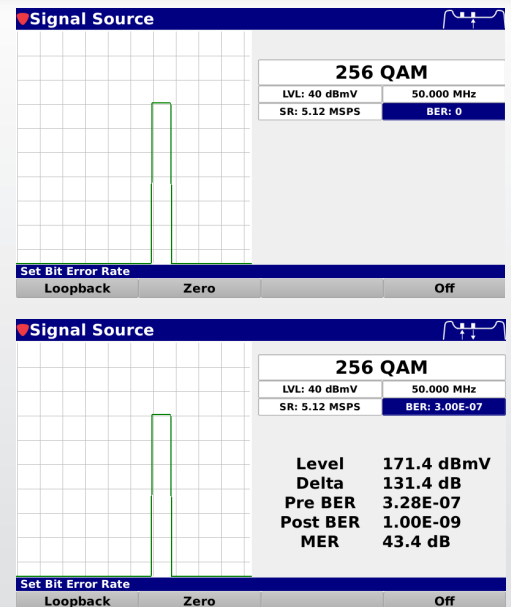 Signal Source
256 QAM
LVL: 40 dBmV 50.000 MHz
SR: 5.12 MSPS BER: 0
Set Bit Error Rate
Loopback Zero Off
Signal Source
256 QAM
LVL: 40 dBmV 50.000 MHz
SR: 5.12 MSPS BER: 3.00E-07
Level 171.4 dBmV
Delta 131.4 dB
Pre BER 3.28E-07
Post BER 1.00E-09
MER 43.4 dB
Set Bit Error Rate
Loopback Zero Off